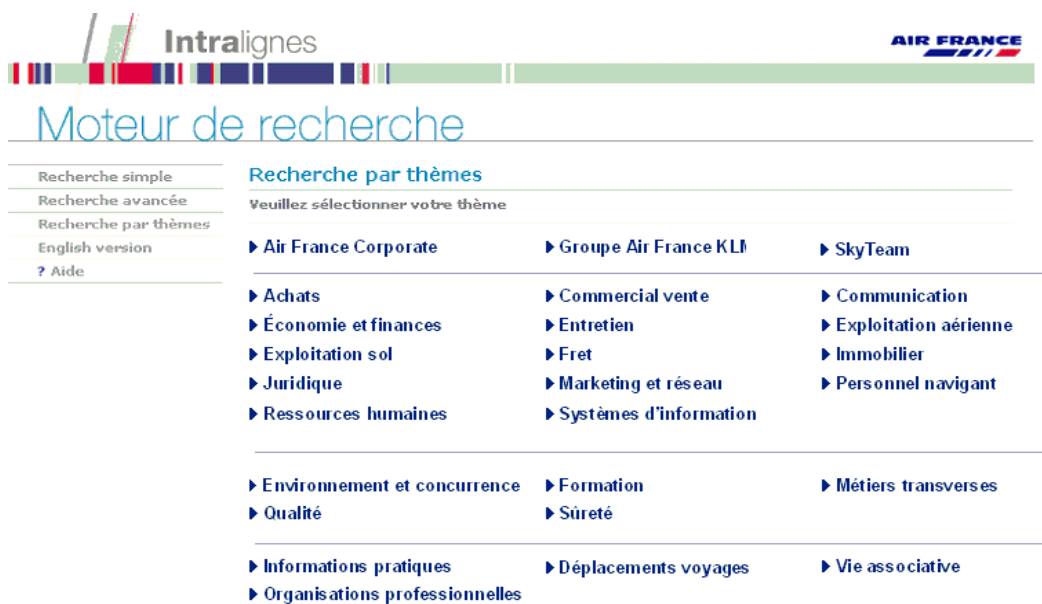 Intralignes
AIR FRANCE
Moteur de recherche
Recherche simple
Recherche avancée
Recherche par thèmes
English version
? Aide
Recherche par thèmes
Veuillez sélectionner votre thème
Air France Corporate Groupe Air France KLM SkyTeam
Achats Commercial vente Communication
Économie et finances Entretien Exploitation aérienne
Exploitation sol Fret Immobilier
Juridique Marketing et réseau Personnel navigant
Ressources humaines Systèmes d'information
Environnement et concurrence Formation Métiers transverses
Qualité Sûreté
Informations pratiques Déplacements voyages Vie associative
Organisations professionnelles